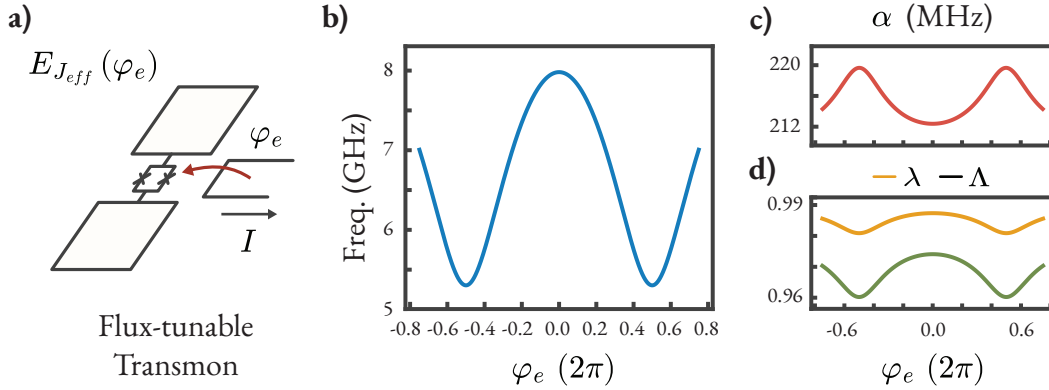 a)
E_{J_{eff}}(φ_e)
φ_e
I
Flux-tunable
Transmon
b)
Freq. (GHz)
8
7
6
5
-0.8 -0.6 -0.4 -0.2 0.0 0.2 0.4 0.6 0.8
φ_e (2π)
c)
α (MHz)
220
212
d)
λ Λ
0.99
0.96
-0.6 0.0 0.6
φ_e (2π)